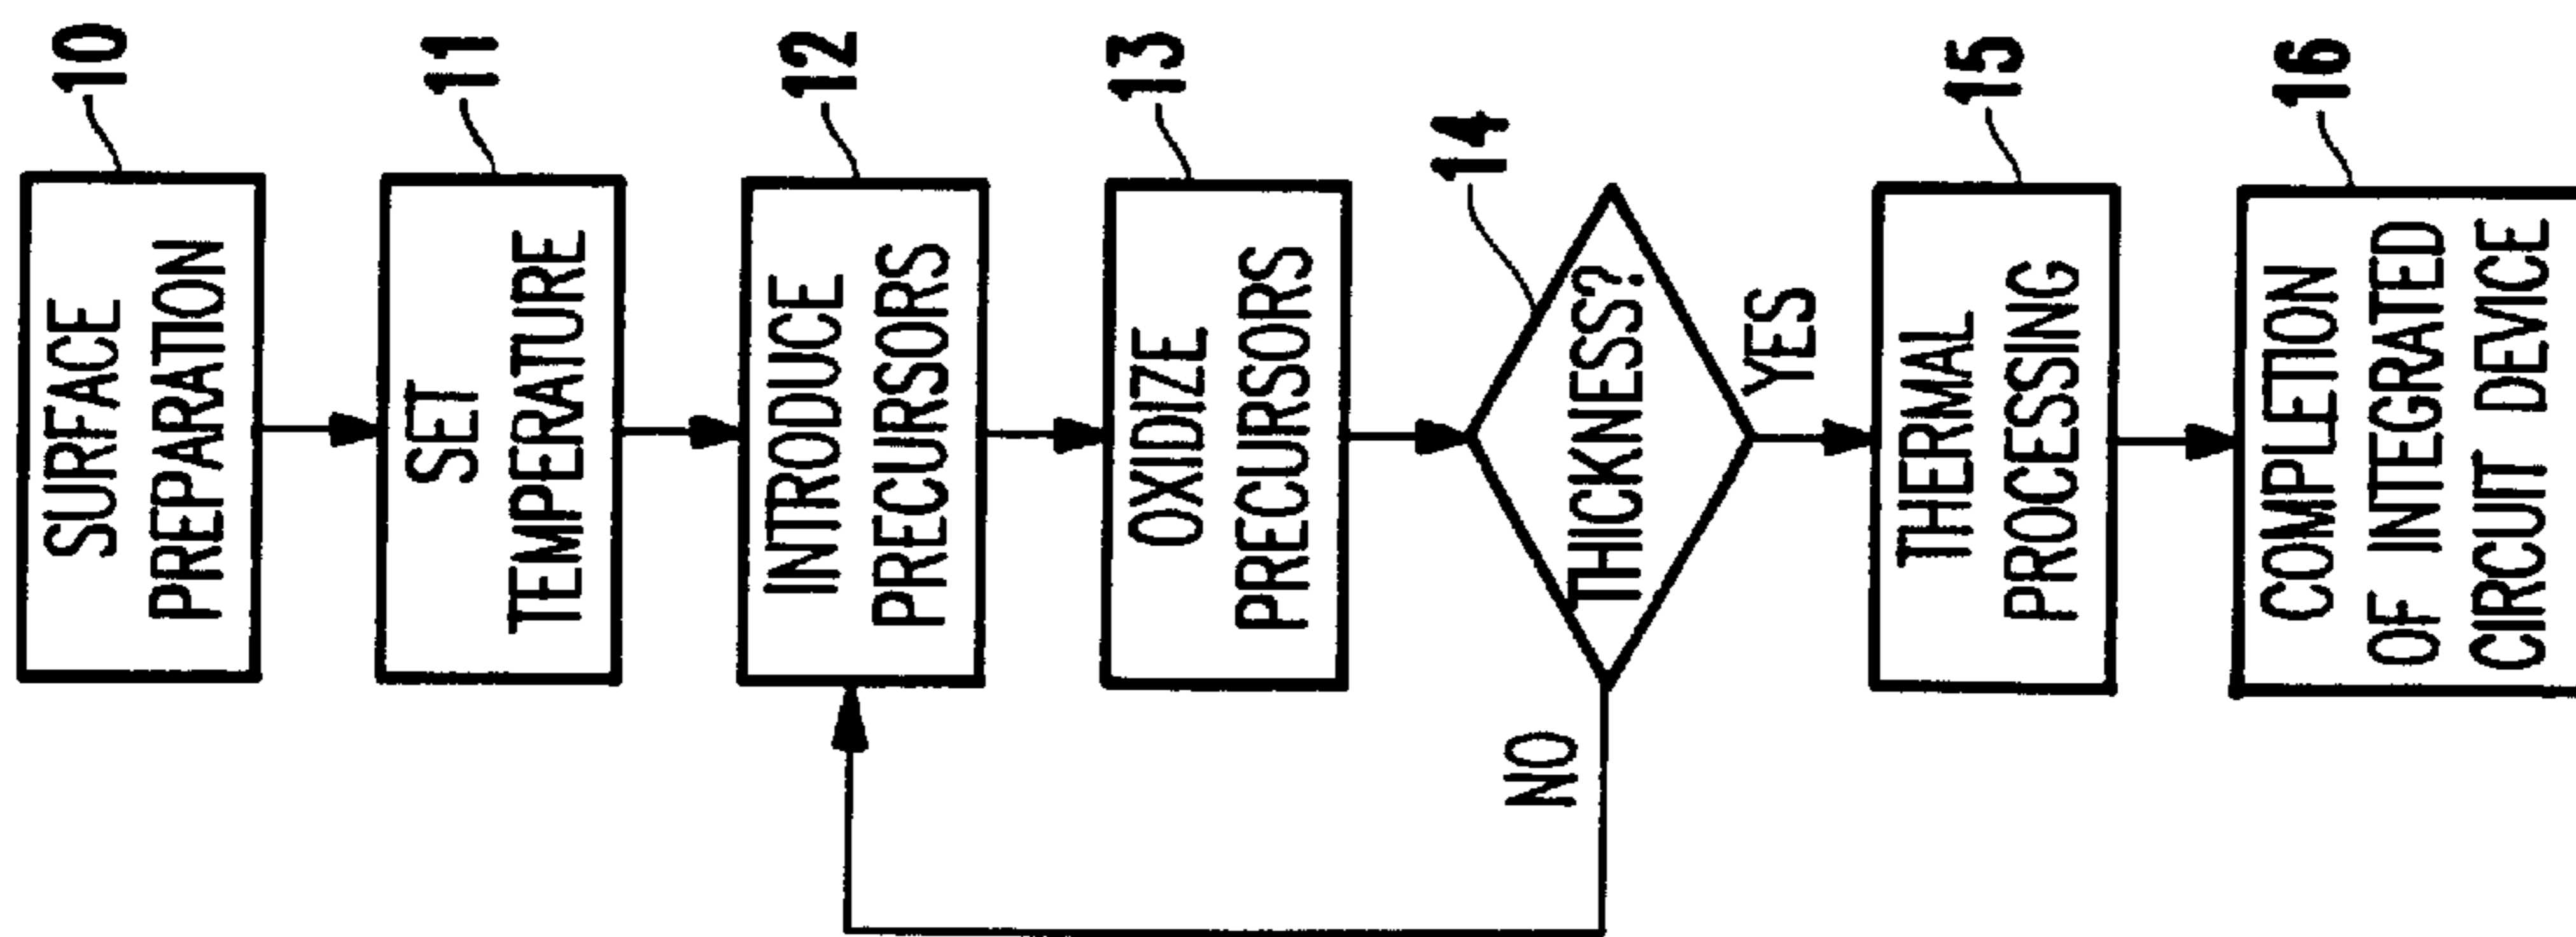 10
SURFACE
PREPARATION
11
SET
TEMPERATURE
12
INTRODUCE
PRECURSORS
13
OXIDIZE
PRECURSORS
14
THICKNESS?
NO
YES
15
THERMAL
PROCESSING
16
COMPLETION
OF INTEGRATED
CIRCUIT DEVICE